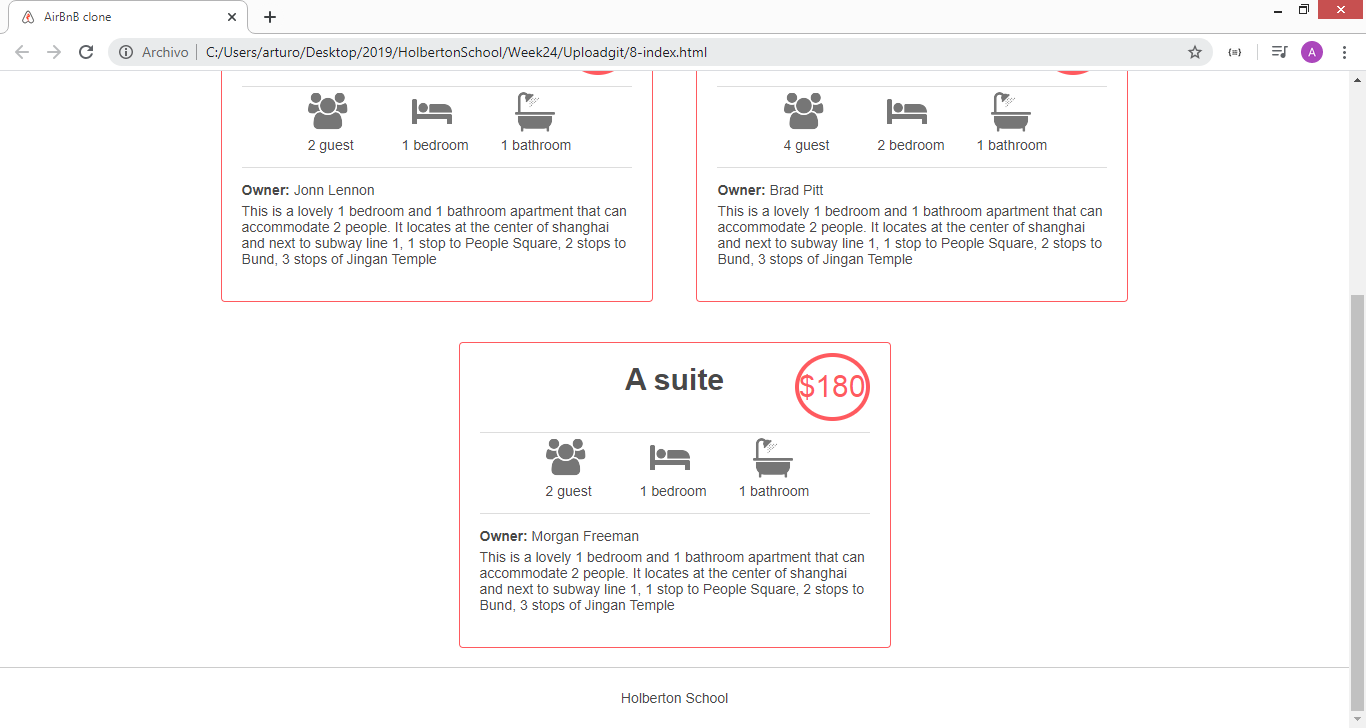 AirBnB clone
Archivo C:/Users/arturo/Desktop/2019/HolbertonSchool/Week24/Uploadgit/8-index.html
A
2 guest 1 bedroom 1 bathroom
Owner: Jonn Lennon
This is a lovely 1 bedroom and 1 bathroom apartment that can
accommodate 2 people. It locates at the center of shanghai
and next to subway line 1, 1 stop to People Square, 2 stops to
Bund, 3 stops of Jingan Temple
4 guest 2 bedroom 1 bathroom
Owner: Brad Pitt
This is a lovely 1 bedroom and 1 bathroom apartment that can
accommodate 2 people. It locates at the center of shanghai
and next to subway line 1, 1 stop to People Square, 2 stops to
Bund, 3 stops of Jingan Temple
A suite
$180
2 guest 1 bedroom 1 bathroom
Owner: Morgan Freeman
This is a lovely 1 bedroom and 1 bathroom apartment that can
accommodate 2 people. It locates at the center of shanghai
and next to subway line 1, 1 stop to People Square, 2 stops to
Bund, 3 stops of Jingan Temple
Holberton School